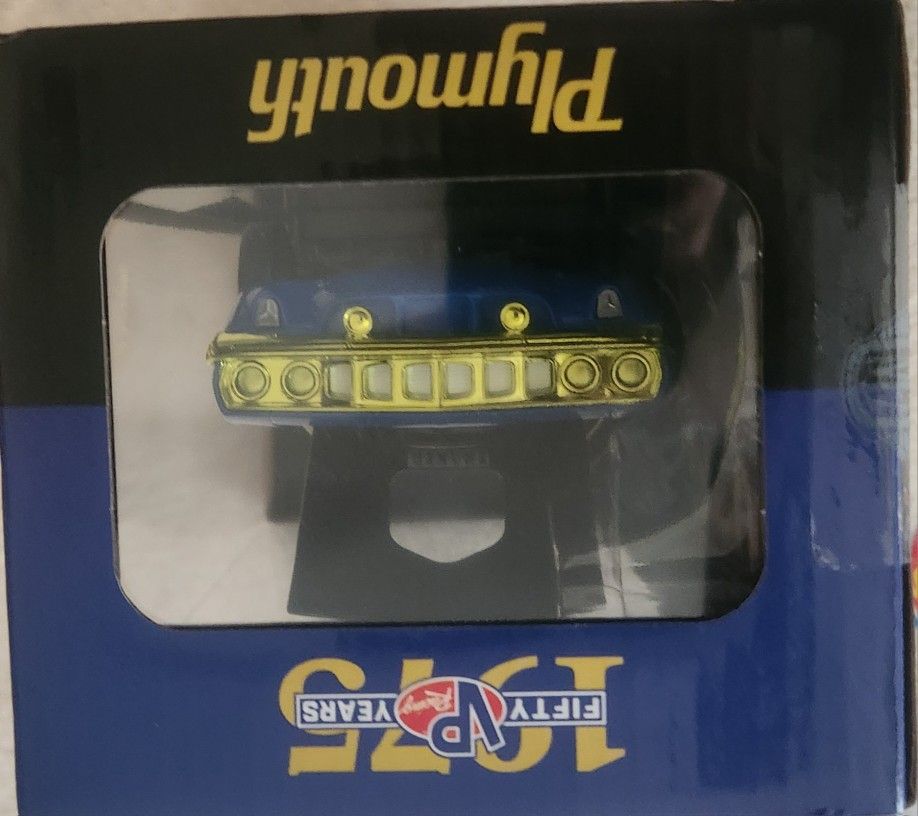 Plymouth
1975
FIFTY VP Racing YEARS